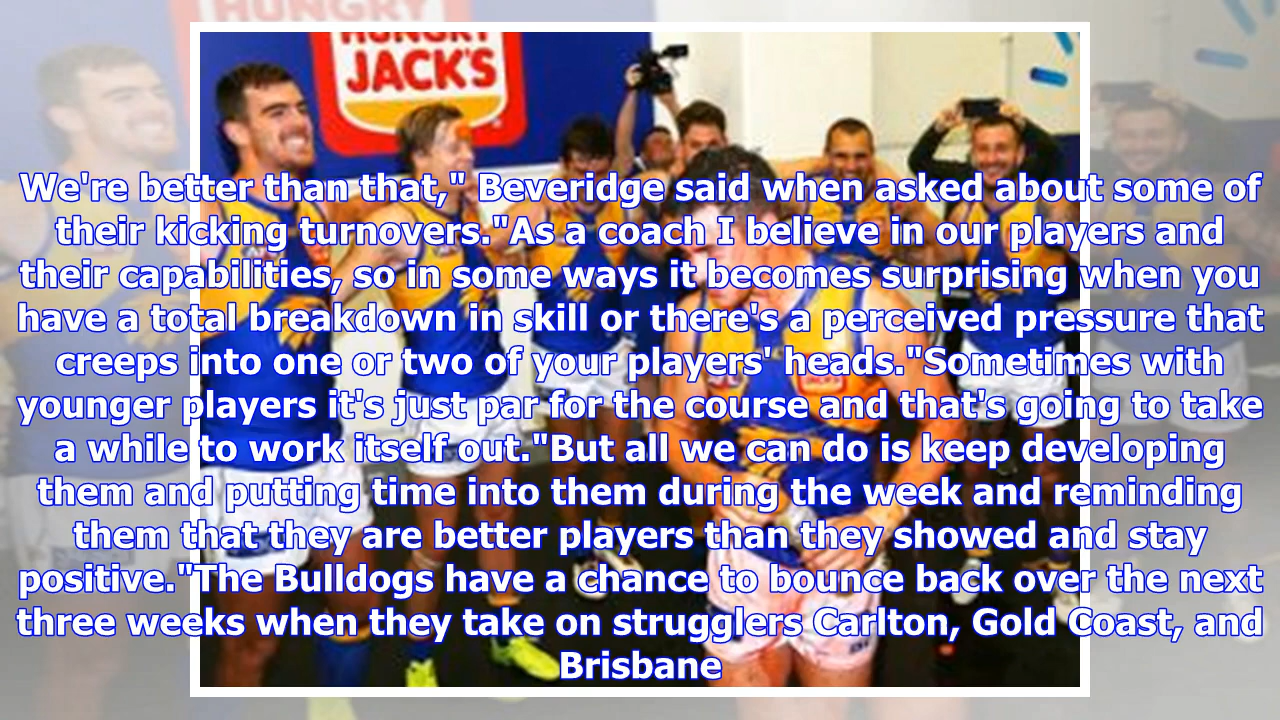 HUNGRY
JACK'S
We're better than that," Beveridge said when asked about some of
their kicking turnovers."As a coach I believe in our players and
their capabilities, so in some ways it becomes surprising when you
have a total breakdown in skill or there's a perceived pressure that
creeps into one or two of your players' heads."Sometimes with
younger players it's just par for the course and that's going to take
a while to work itself out."But all we can do is keep developing
them and putting time into them during the week and reminding
them that they are better players than they showed and stay
positive."The Bulldogs have a chance to bounce back over the next
three weeks when they take on strugglers Carlton, Gold Coast, and
Brisbane